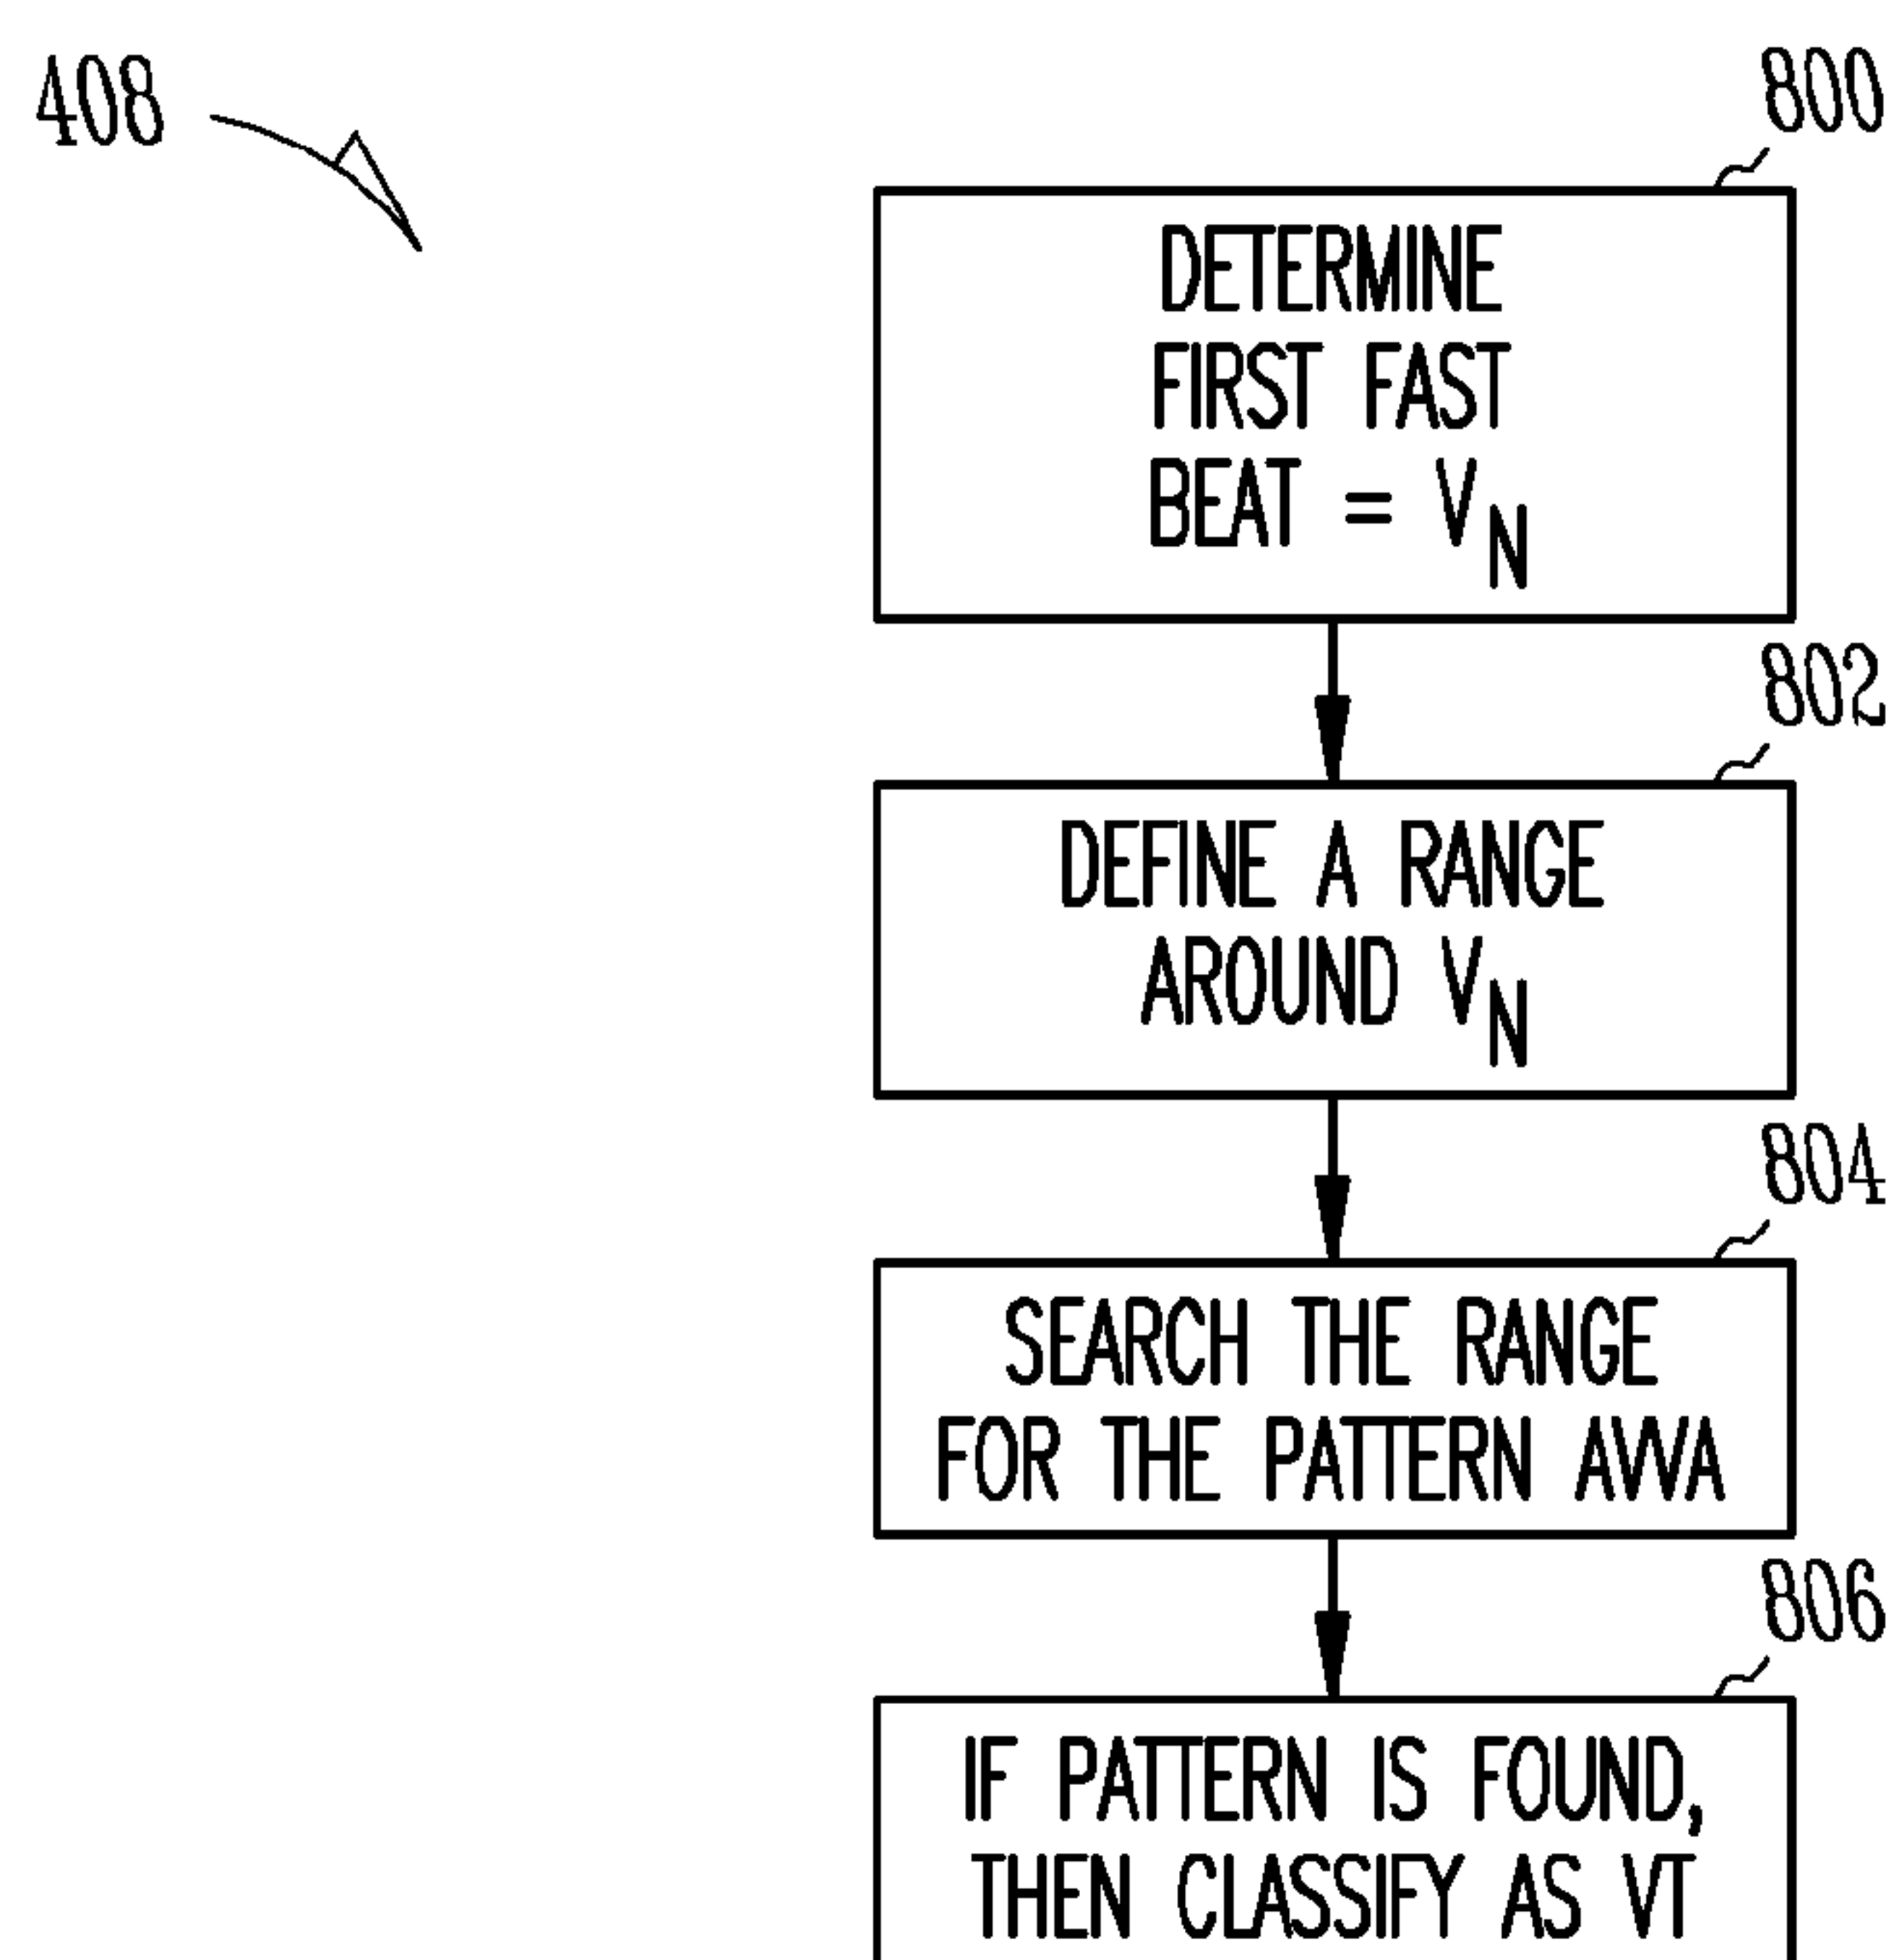 408
800
DETERMINE
FIRST FAST
BEAT = V_N
802
DEFINE A RANGE
AROUND V_N
804
SEARCH THE RANGE
FOR THE PATTERN AVVA
806
IF PATTERN IS FOUND,
THEN CLASSIFY AS VT